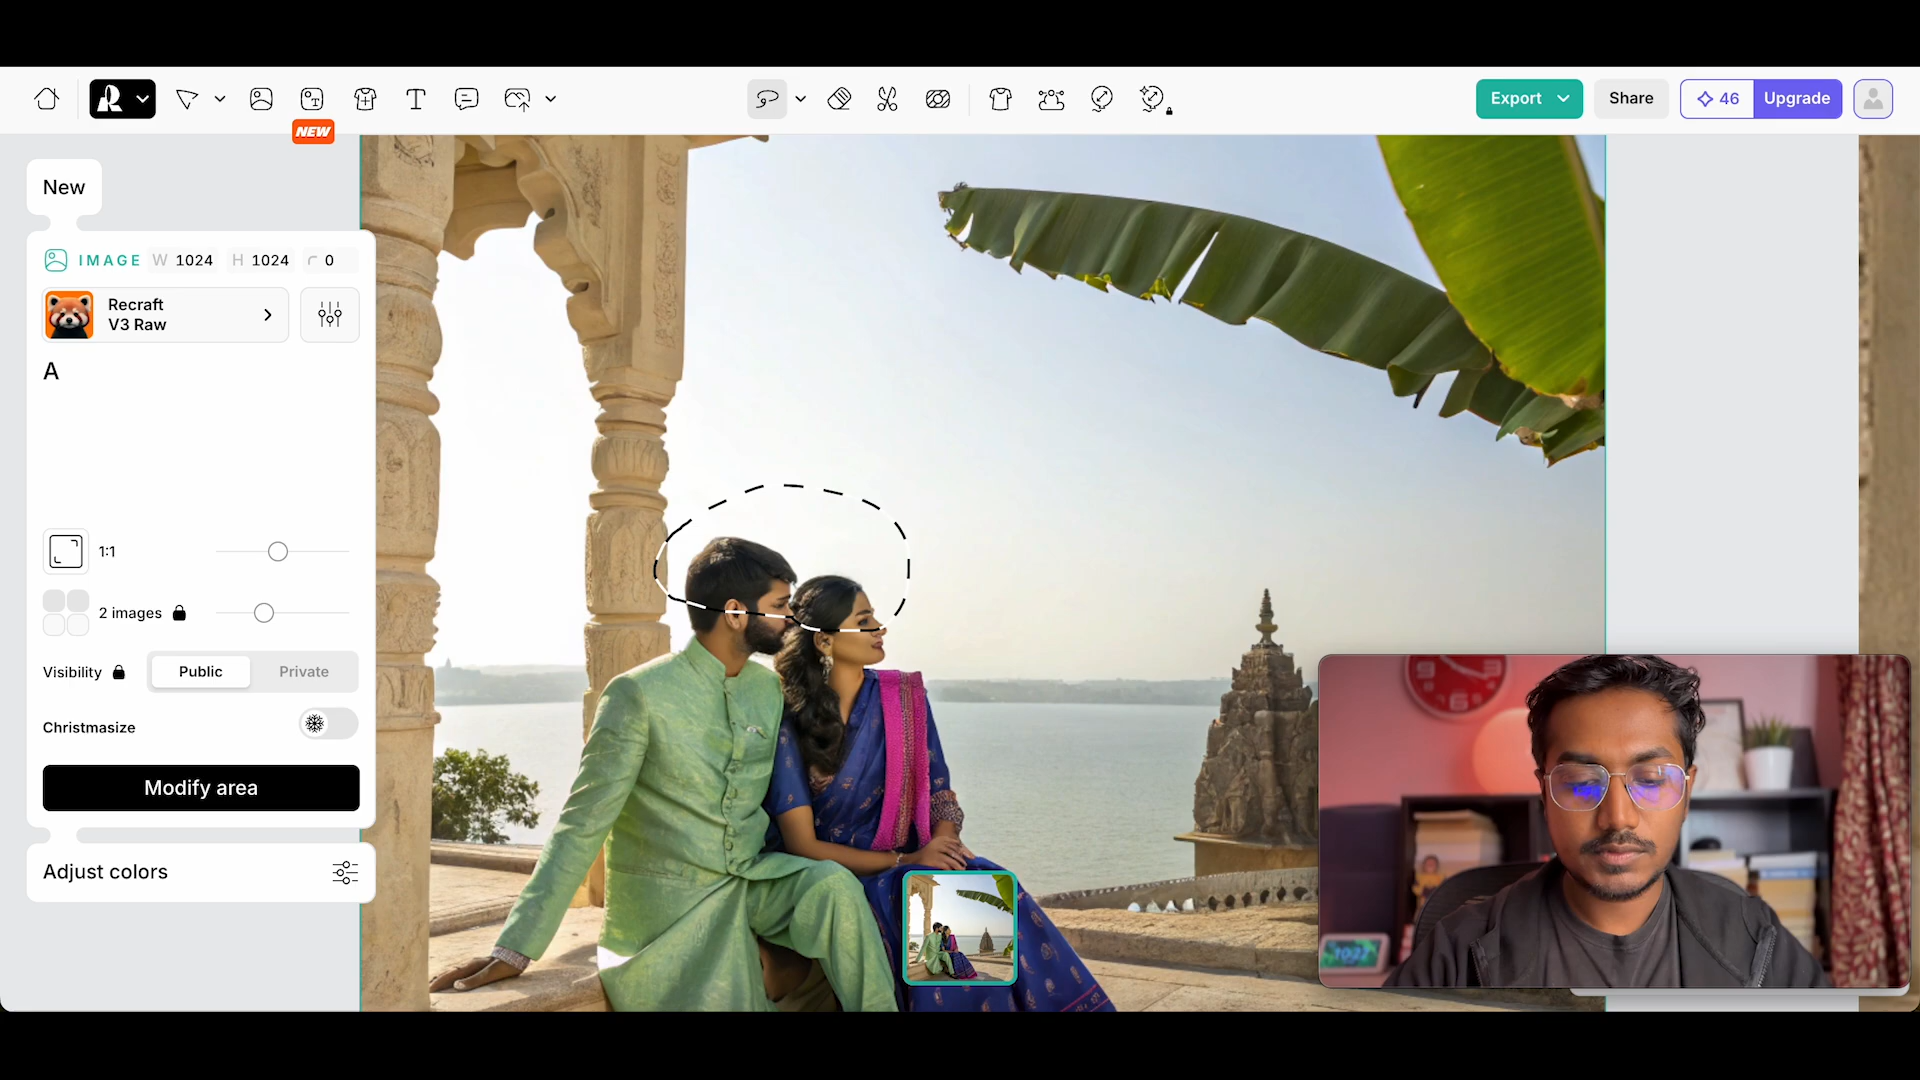 Export
Share
46
Upgrade
NEW
New
IMAGE W 1024 H 1024 0
Recraft
V3 Raw
A
1:1
2 images
Visibility Public Private
Christmasize
Modify area
Adjust colors